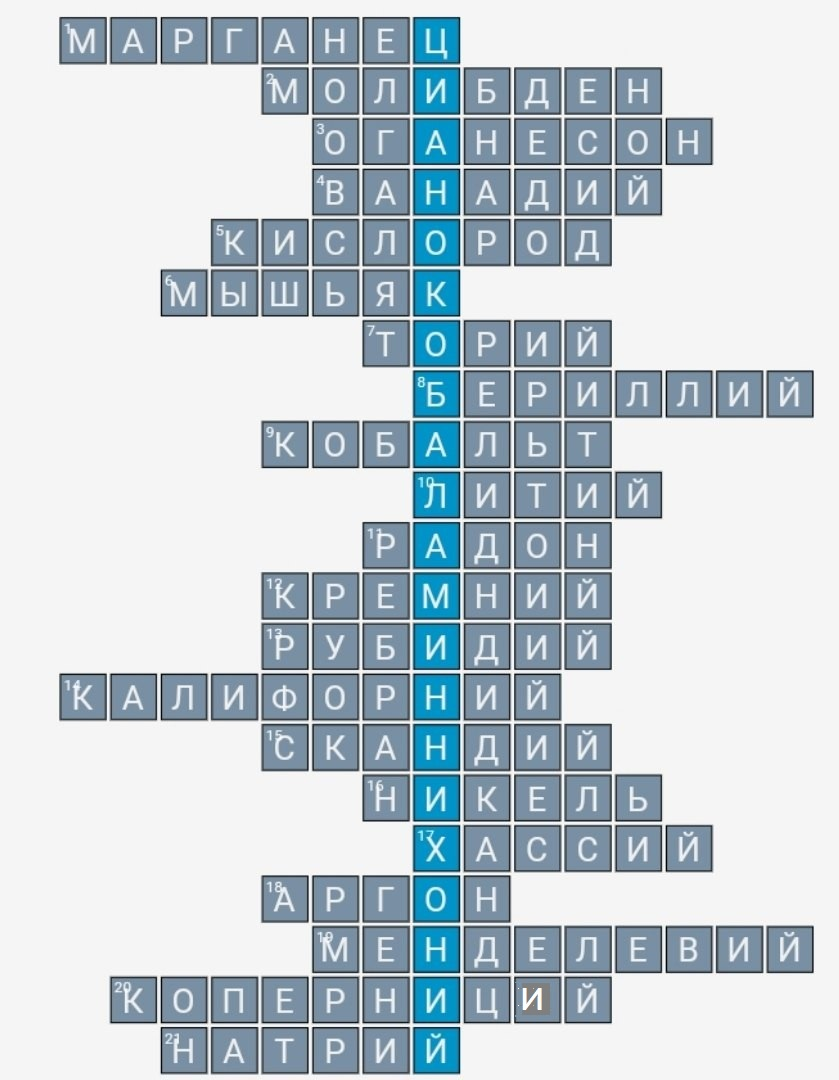 1МАРГАНЕЦ
2МОЛИБДЕН
3ОГАНЕСОН
4ВАНАДИЙ
5КИСЛОРОД
6МЫШЬЯК
7ТОРИЙ
8БЕРИЛЛИЙ
9КОБАЛЬТ
10ЛИТИЙ
11РАДОН
12КРЕМНИЙ
13РУБИДИЙ
14КАЛИФОРНИЙ
15СКАНДИЙ
16НИКЕЛЬ
17ХАССИЙ
18АРГОН
19МЕНДЕЛЕВИЙ
20КОПЕРНИЦИЙ
21НАТРИЙ